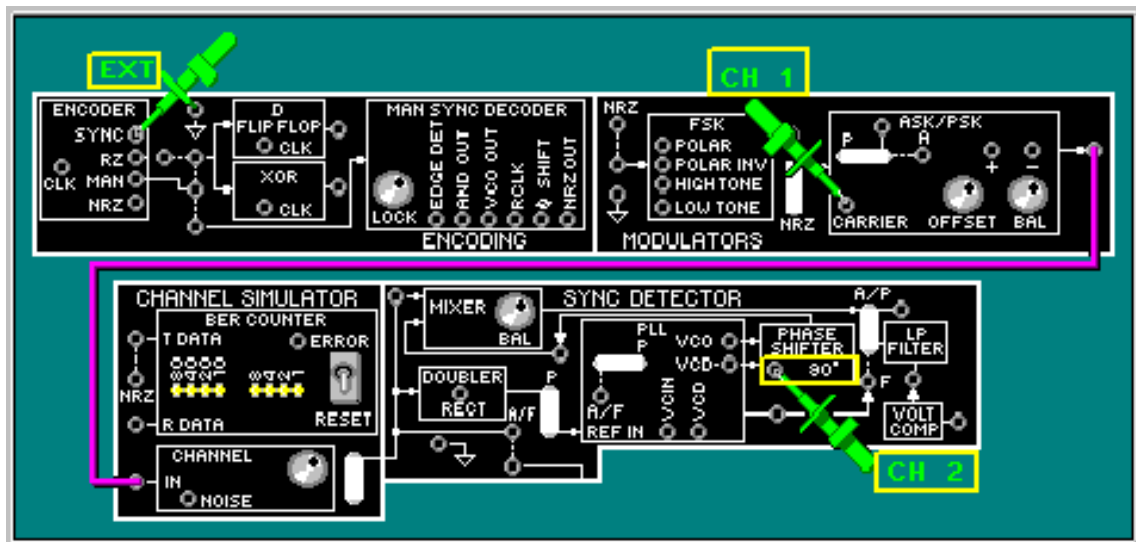 EXT
CH 1
ENCODER
SYNC
RZ
CLK
MAN
NRZ
D
FLIP FLOP
CLK
XOR
CLK
MAN SYNC DECODER
LOCK
EDGE DET
AND OUT
VCO OUT
RCLK
ϕ SHIFT
NRZ OUT
ENCODING
NRZ
FSK
POLAR
POLAR INV
HIGH TONE
LOW TONE
NRZ
MODULATORS
P
ASK/PSK
A
+
-
CARRIER
OFFSET
BAL
CHANNEL SIMULATOR
BER COUNTER
T DATA
ERROR
NRZ
R DATA
RESET
CHANNEL
IN
NOISE
SYNC DETECTOR
MIXER
BAL
DOUBLER
RECT
P
A/F
PLL
P
VCO
VCO-
A/F
REF IN
PHASE
SHIFTER
90°
A/P
LP
FILTER
F
VOLT
COMP
CH 2